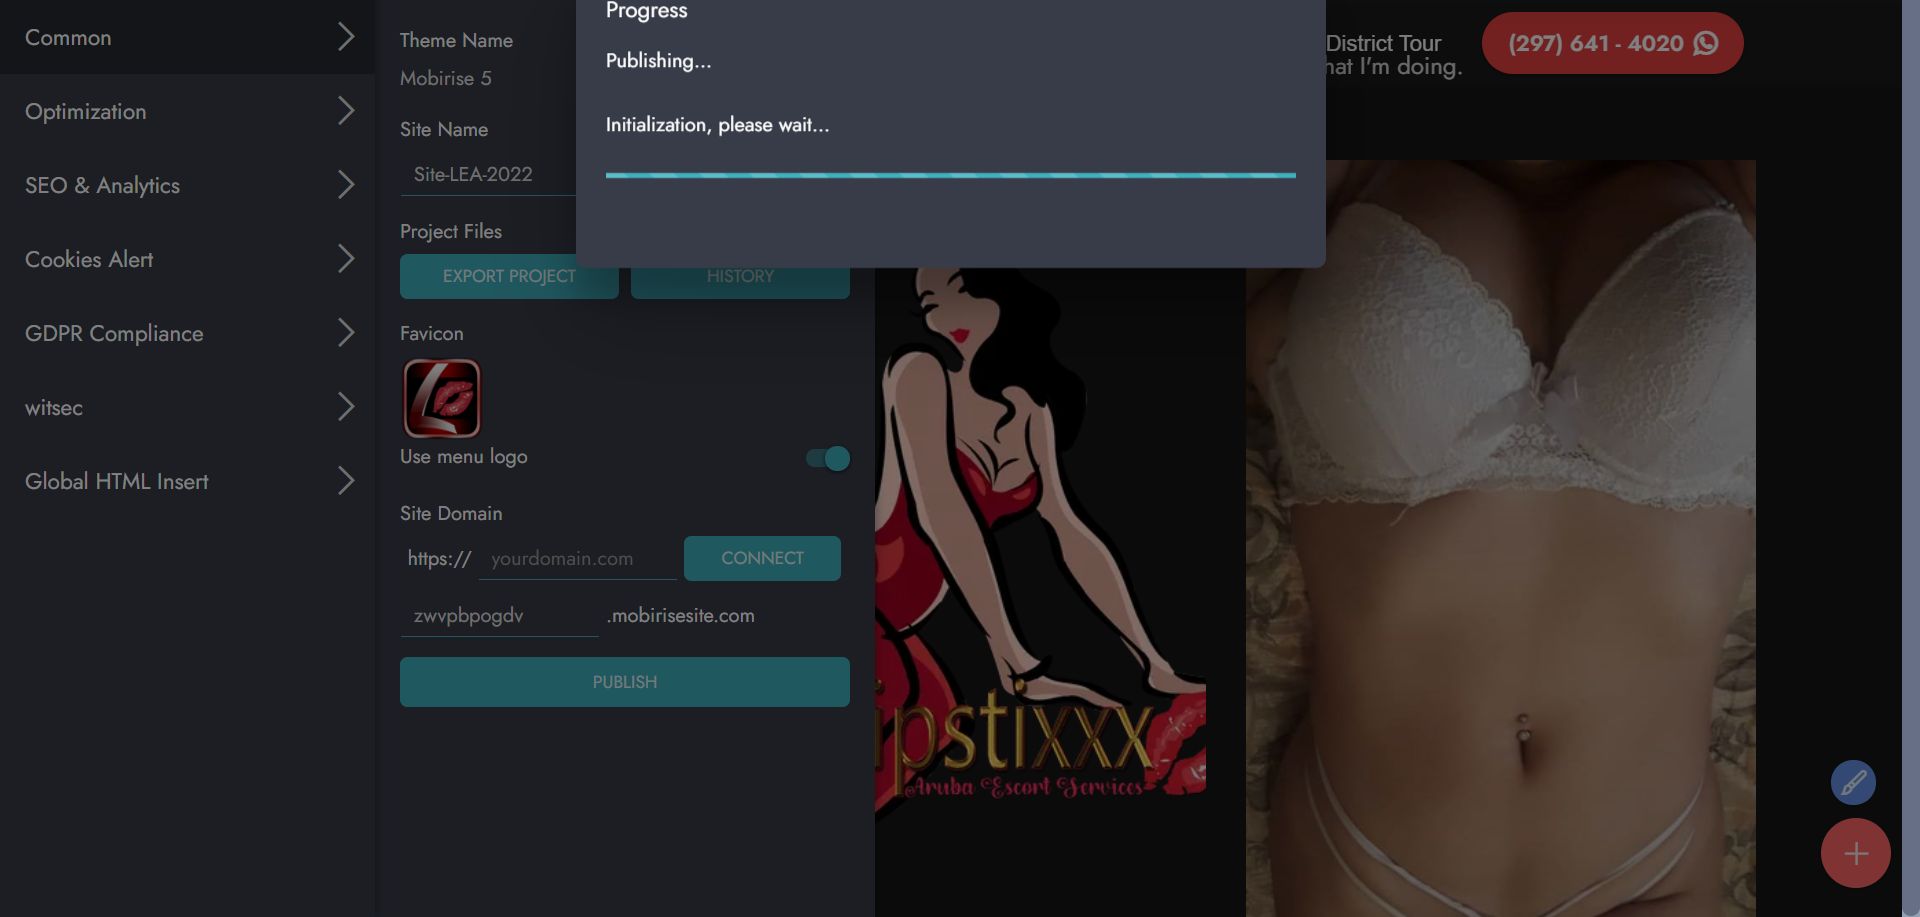 Common
Optimization
SEO & Analytics
Cookies Alert
GDPR Compliance
witsec
Global HTML Insert
Theme Name
Mobirise 5
Site Name
Site-LEA-2022
Project Files
EXPORT PROJECT
HISTORY
Favicon
Use menu logo
Site Domain
https://
yourdomain.com
CONNECT
zwvpbpogdv
.mobirisesite.com
PUBLISH
Progress
Publishing...
Initialization, please wait...
District Tour
hat I'm doing.
(297) 641 - 4020
ipstixxx
Aruba Escort Services